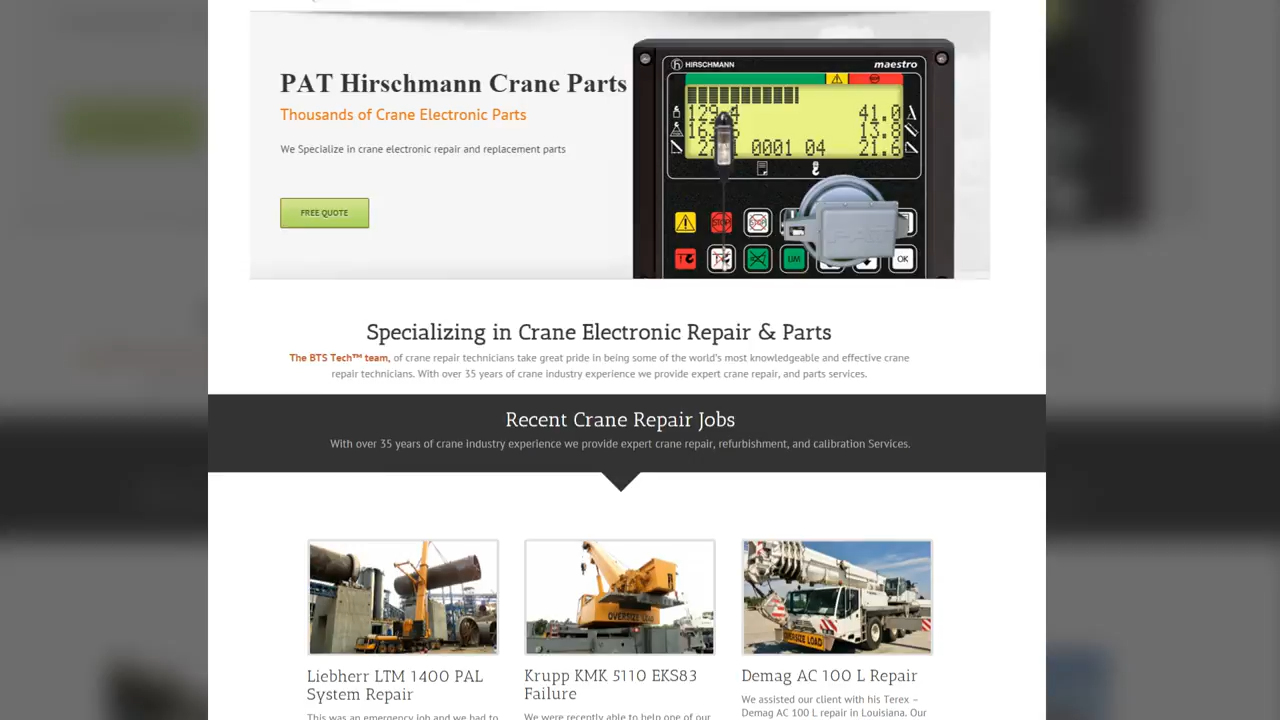 PAT Hirschmann Crane Parts
Thousands of Crane Electronic Parts
We Specialize in crane electronic repair and replacement parts
FREE QUOTE
HIRSCHMANN
maestro
41.0
13.8
0001 04 21.6
STOP
LIM
OK
Specializing in Crane Electronic Repair & Parts
The BTS Tech™ team, of crane repair technicians take great pride in being some of the world's most knowledgeable and effective crane
repair technicians. With over 35 years of crane industry experience we provide expert crane repair, and parts services.
Recent Crane Repair Jobs
With over 35 years of crane industry experience we provide expert crane repair, refurbishment, and calibration Services.
OVERSIZE LOAD
OVERSIZE LOAD
Liebherr LTM 1400 PAL
System Repair
This was an emergency job and we had to
Krupp KMK 5110 EKS83
Failure
We were recently able to help one of our
Demag AC 100 L Repair
We assisted our client with his Terex –
Demag AC 100 L repair in Louisiana. Our